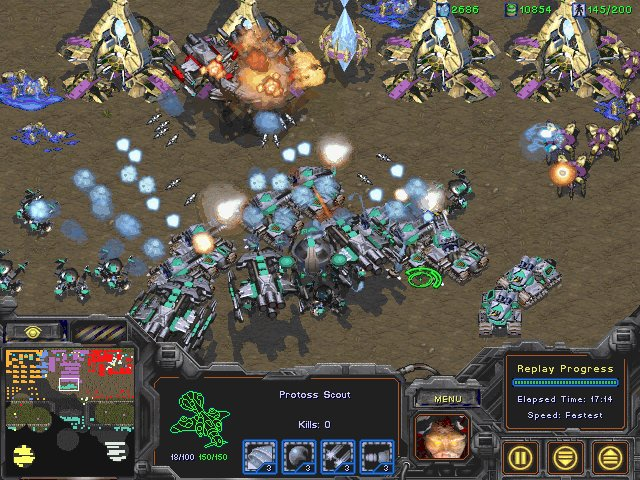 2686 10854 145/200
Replay Progress
Elapsed Time: 17:14
Speed: Fastest
Protoss Scout
Kills: 0
MENU
18/100 150/150
3 3 3 3